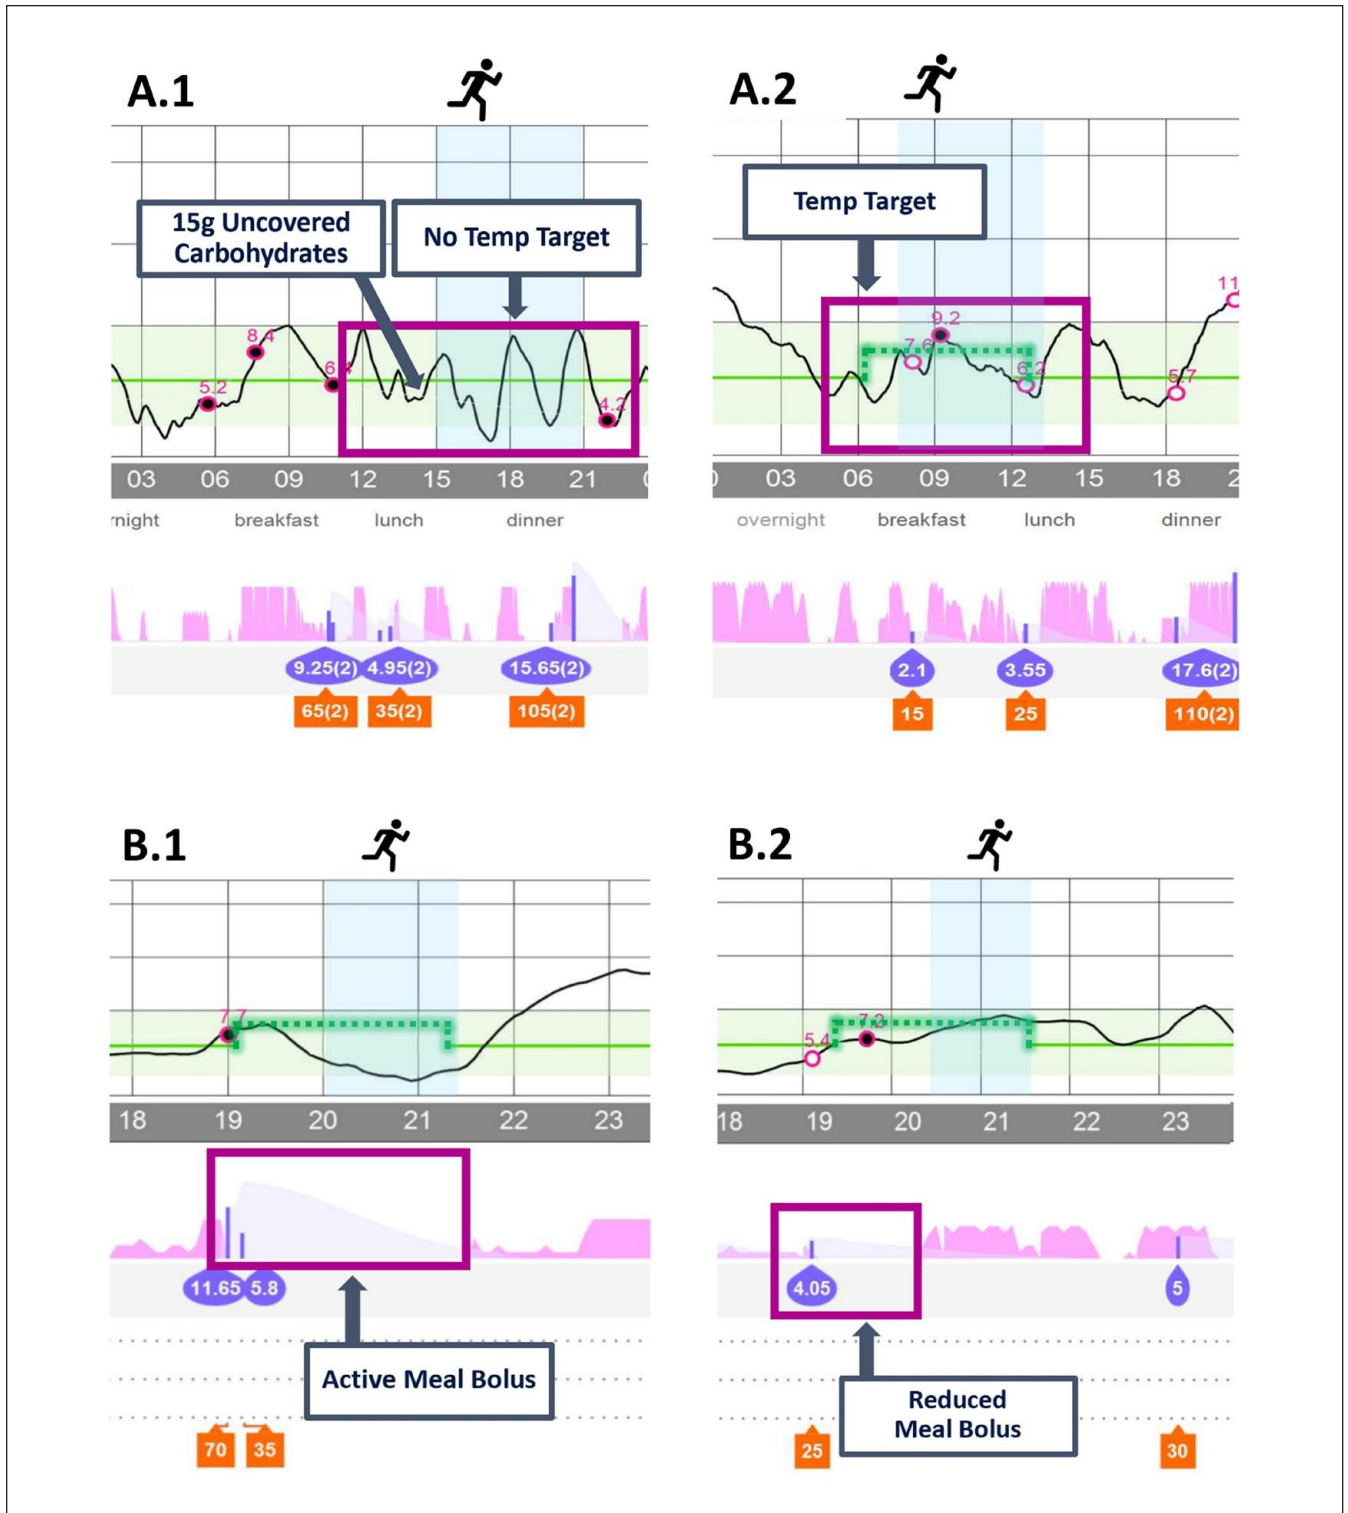 A.1
15g Uncovered
Carbohydrates
No Temp Target
8.4
5.2
4.2
03 06 09 12 15 18 21
breakfast lunch dinner
9.25(2) 4.95(2) 15.65(2)
65(2) 35(2) 105(2)
A.2
Temp Target
11
9.2
7.6
6.2
5.7
03 06 09 12 15 18
overnight breakfast lunch dinner
2.1 3.55 17.6(2)
15 25 110(2)
B.1
7.7
18 19 20 21 22 23
11.65 5.8
Active Meal Bolus
70 35
B.2
7.2
5.4
18 19 20 21 22 23
4.05 5
Reduced
Meal Bolus
25 30